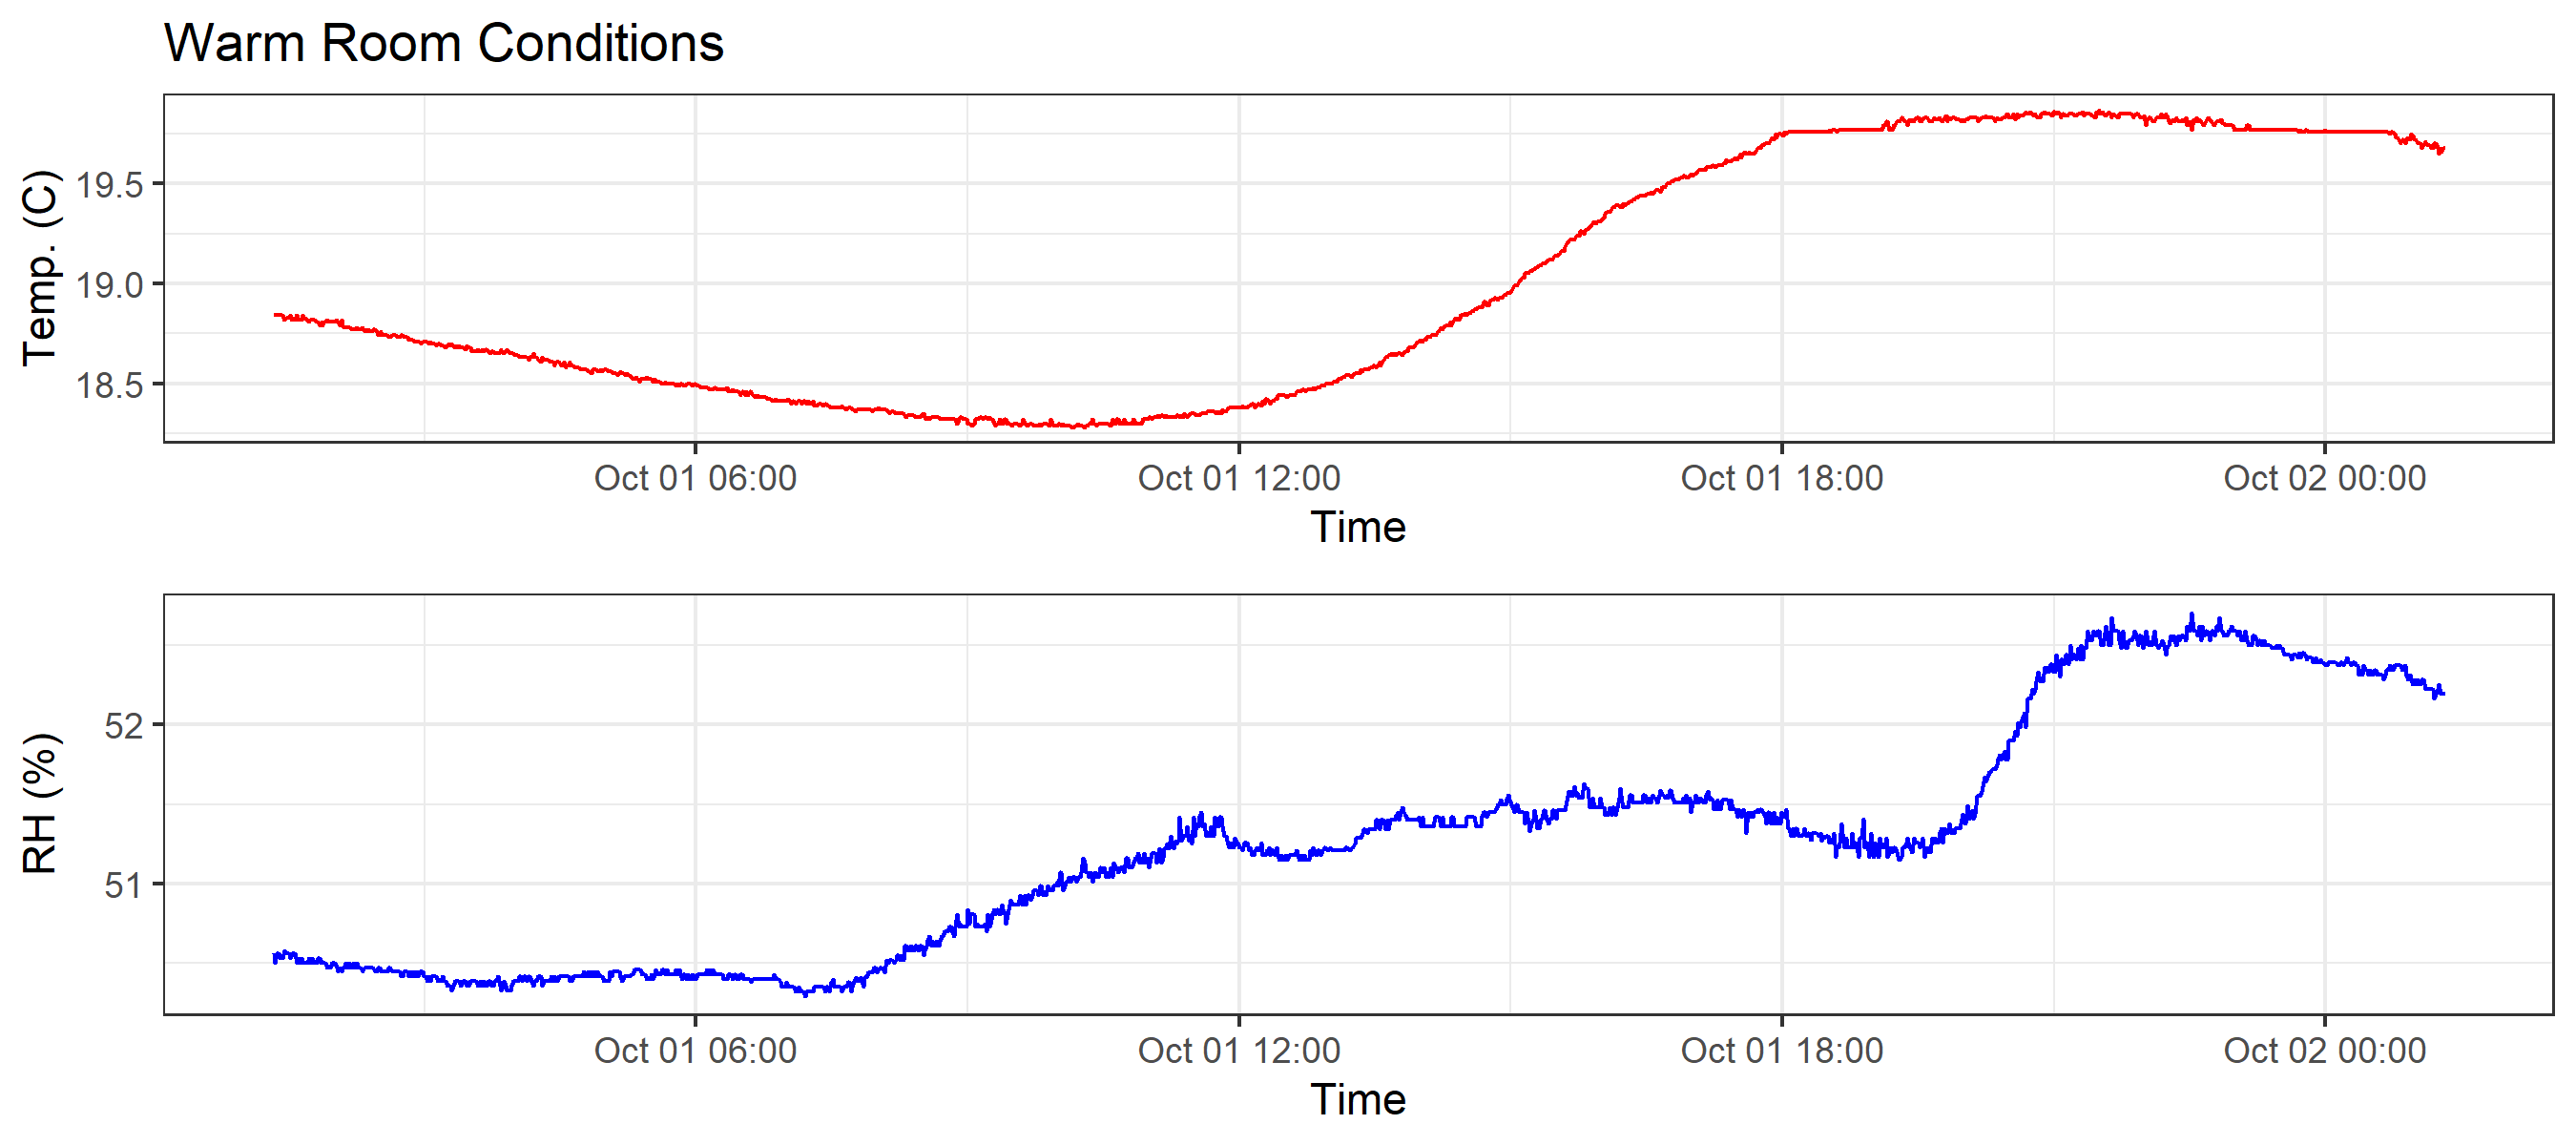 Warm Room Conditions
Temp. (C)
19.5
19.0
18.5
Oct 01 06:00 Oct 01 12:00 Oct 01 18:00 Oct 02 00:00
Time
RH (%)
52
51
Oct 01 06:00 Oct 01 12:00 Oct 01 18:00 Oct 02 00:00
Time